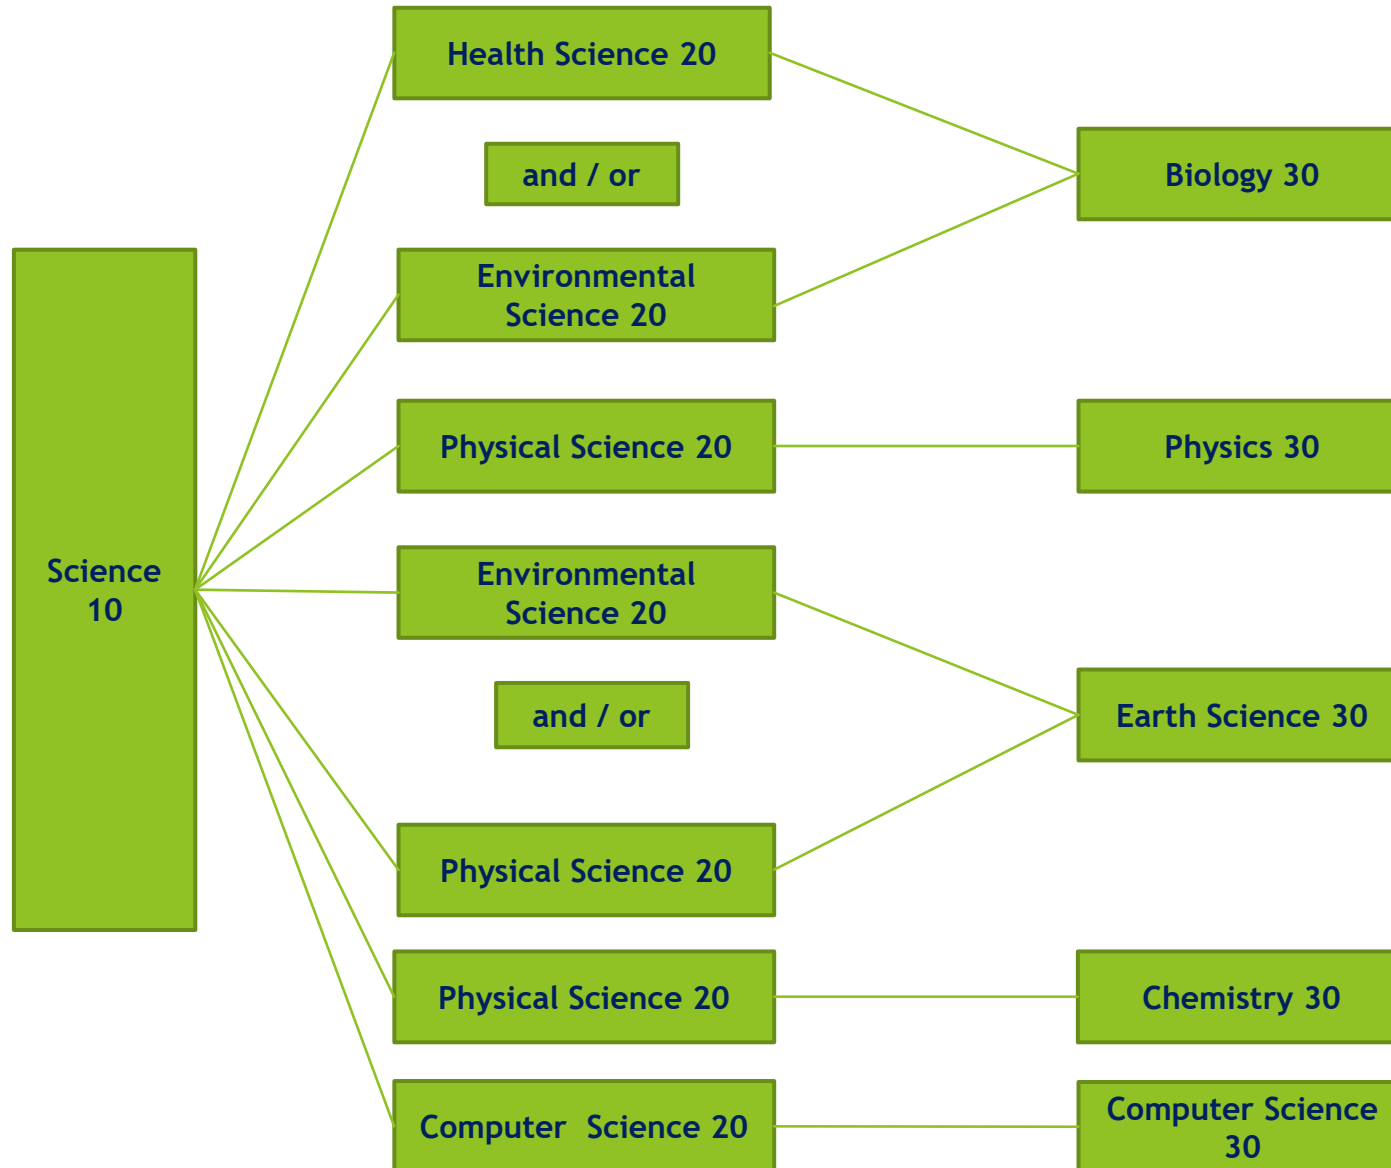 Science
10
Health Science 20
and / or
Environmental
Science 20
Physical Science 20
Environmental
Science 20
and / or
Physical Science 20
Physical Science 20
Computer  Science 20
Biology 30
Physics 30
Earth Science 30
Chemistry 30
Computer Science
30